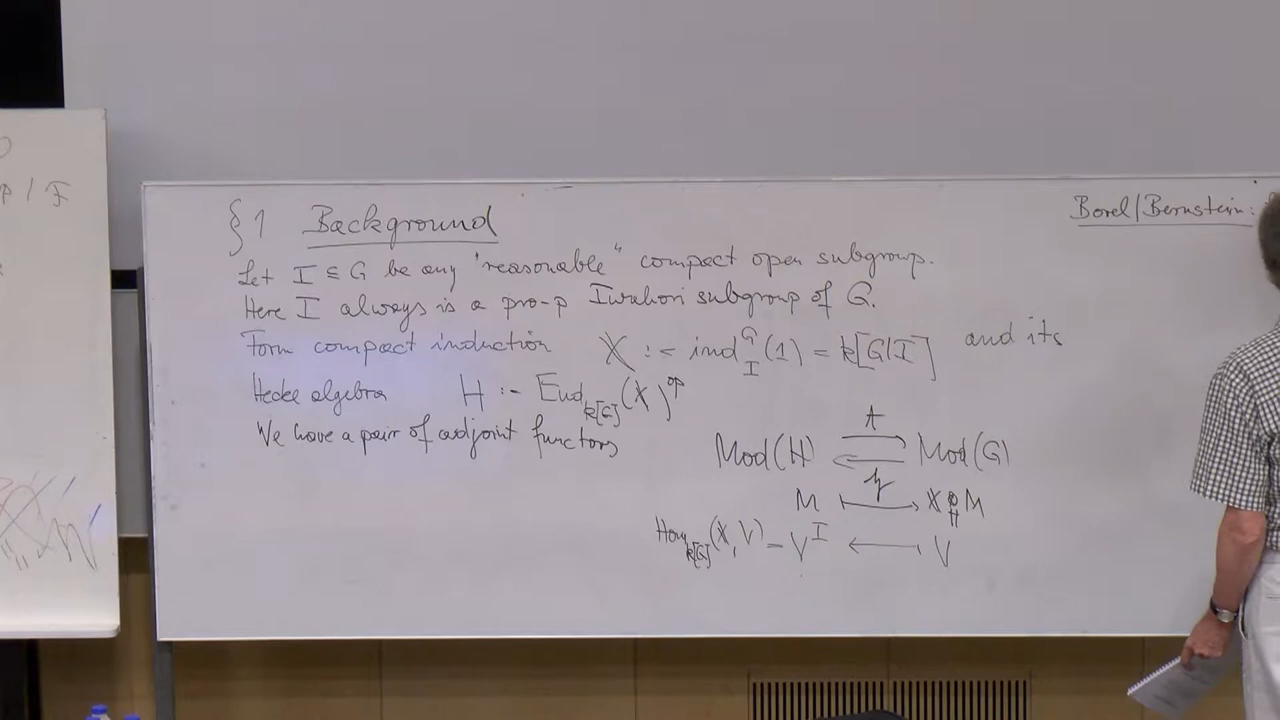 §1 Background
Borel/Bernstein:
Let I ⊆ G be any "reasonable" compact open subgroup.
Here I always is a pro-p Iwahori subgroup of G.
Form compact induction X := ind_I^G(1) = k[G/I] and its
Hecke algebra H := End_{k[G]}(X)^{op}
We have a pair of adjoint functors
Mod(H) ⇄ Mod(G)
M ⟼ X ⊗_H M
Hom_{k[G]}(X,V) = V^I ⟻ V